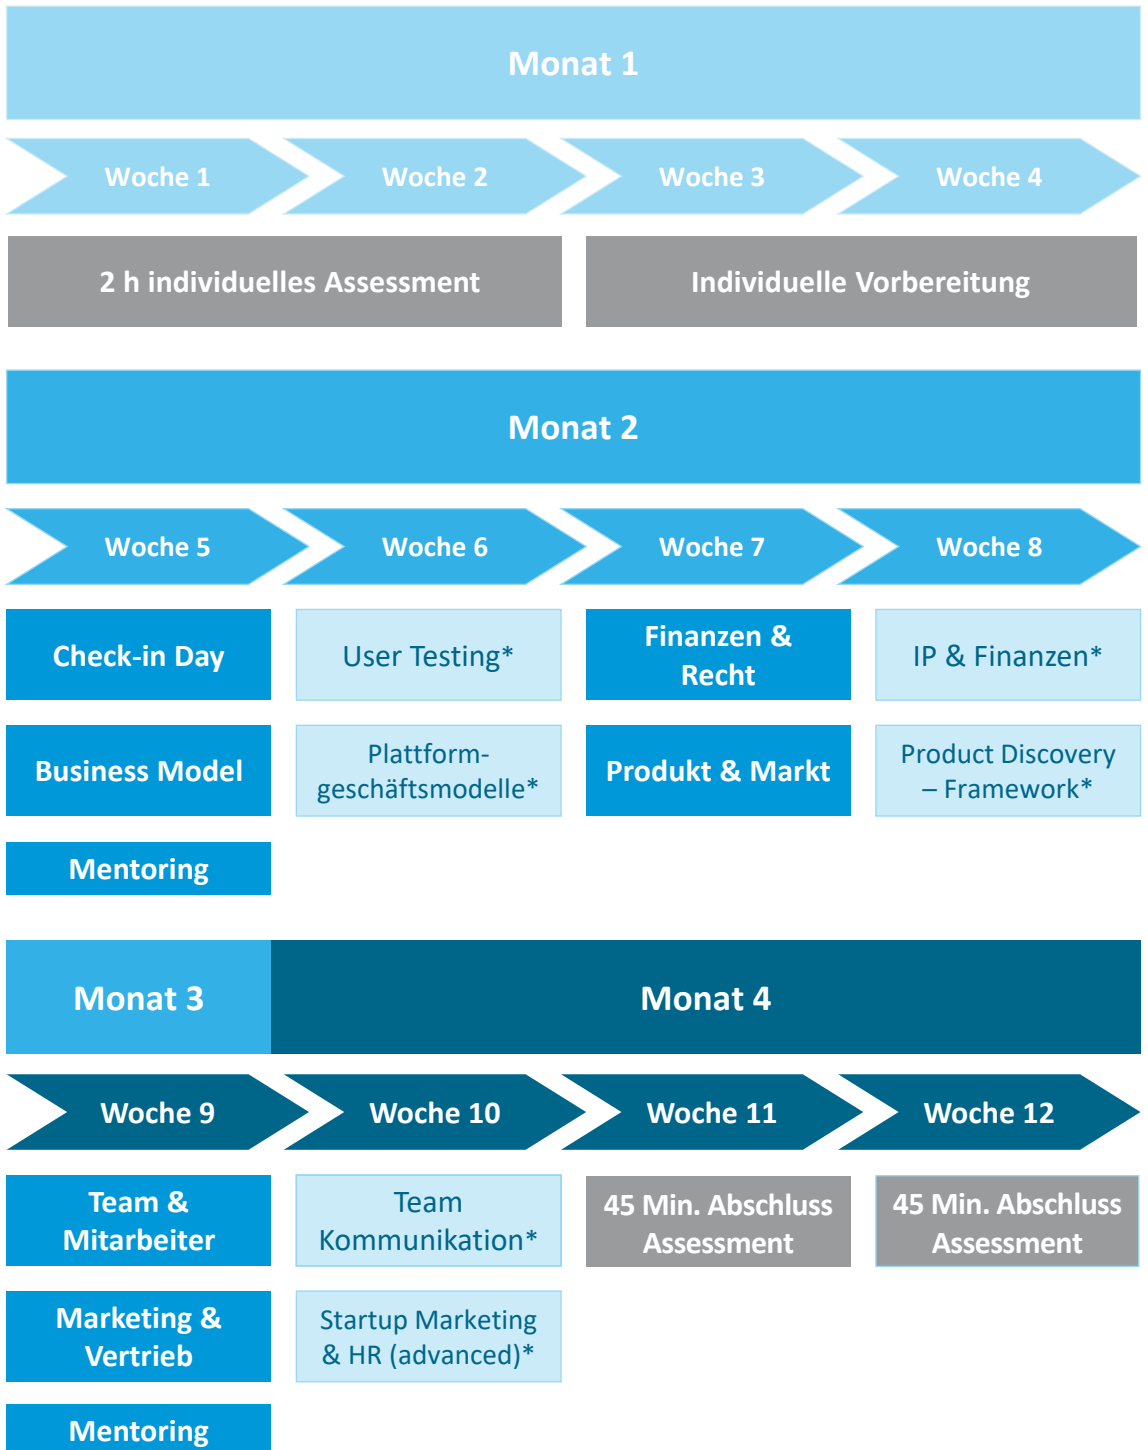 Monat 1
Woche 1
Woche 2
Woche 3
Woche 4
2 h individuelles Assessment
Individuelle Vorbereitung
Monat 2
Woche 5
Woche 6
Woche 7
Woche 8
Check-in Day
User Testing*
Finanzen &
Recht
IP & Finanzen*
Business Model
Plattform-
geschäftsmodelle*
Produkt & Markt
Product Discovery
– Framework*
Mentoring
Monat 3
Monat 4
Woche 9
Woche 10
Woche 11
Woche 12
Team &
Mitarbeiter
Team
Kommunikation*
45 Min. Abschluss
Assessment
45 Min. Abschluss
Assessment
Marketing &
Vertrieb
Startup Marketing
& HR (advanced)*
Mentoring